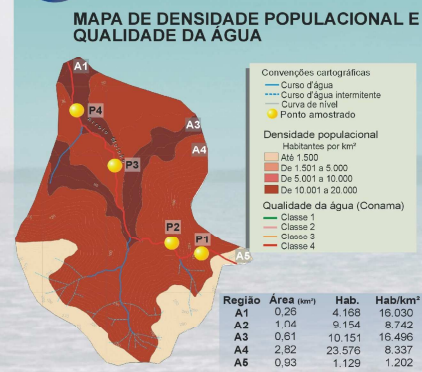 MAPA DE DENSIDADE POPULACIONAL E
QUALIDADE DA ÁGUA
A1
P4
A3
A4
P3
P2
P1
A5
Convenções cartográficas
Curso d'água
Curso d'água intermitente
Curva de nível
Ponto amostrado
Densidade populacional
Habitantes por km²
Até 1.500
De 1.501 a 5.000
De 5.001 a 10.000
De 10.001 a 20.000
Qualidade da água (Conama)
Classe 1
Classe 2
Classe 3
Classe 4
Região Área (km²) Hab. Hab/km²
A1 0,26 4.168 16.030
A2 1,04 9.154 8.742
A3 0,61 10.151 16.496
A4 2,82 23.576 8.337
A5 0,93 1.129 1.202